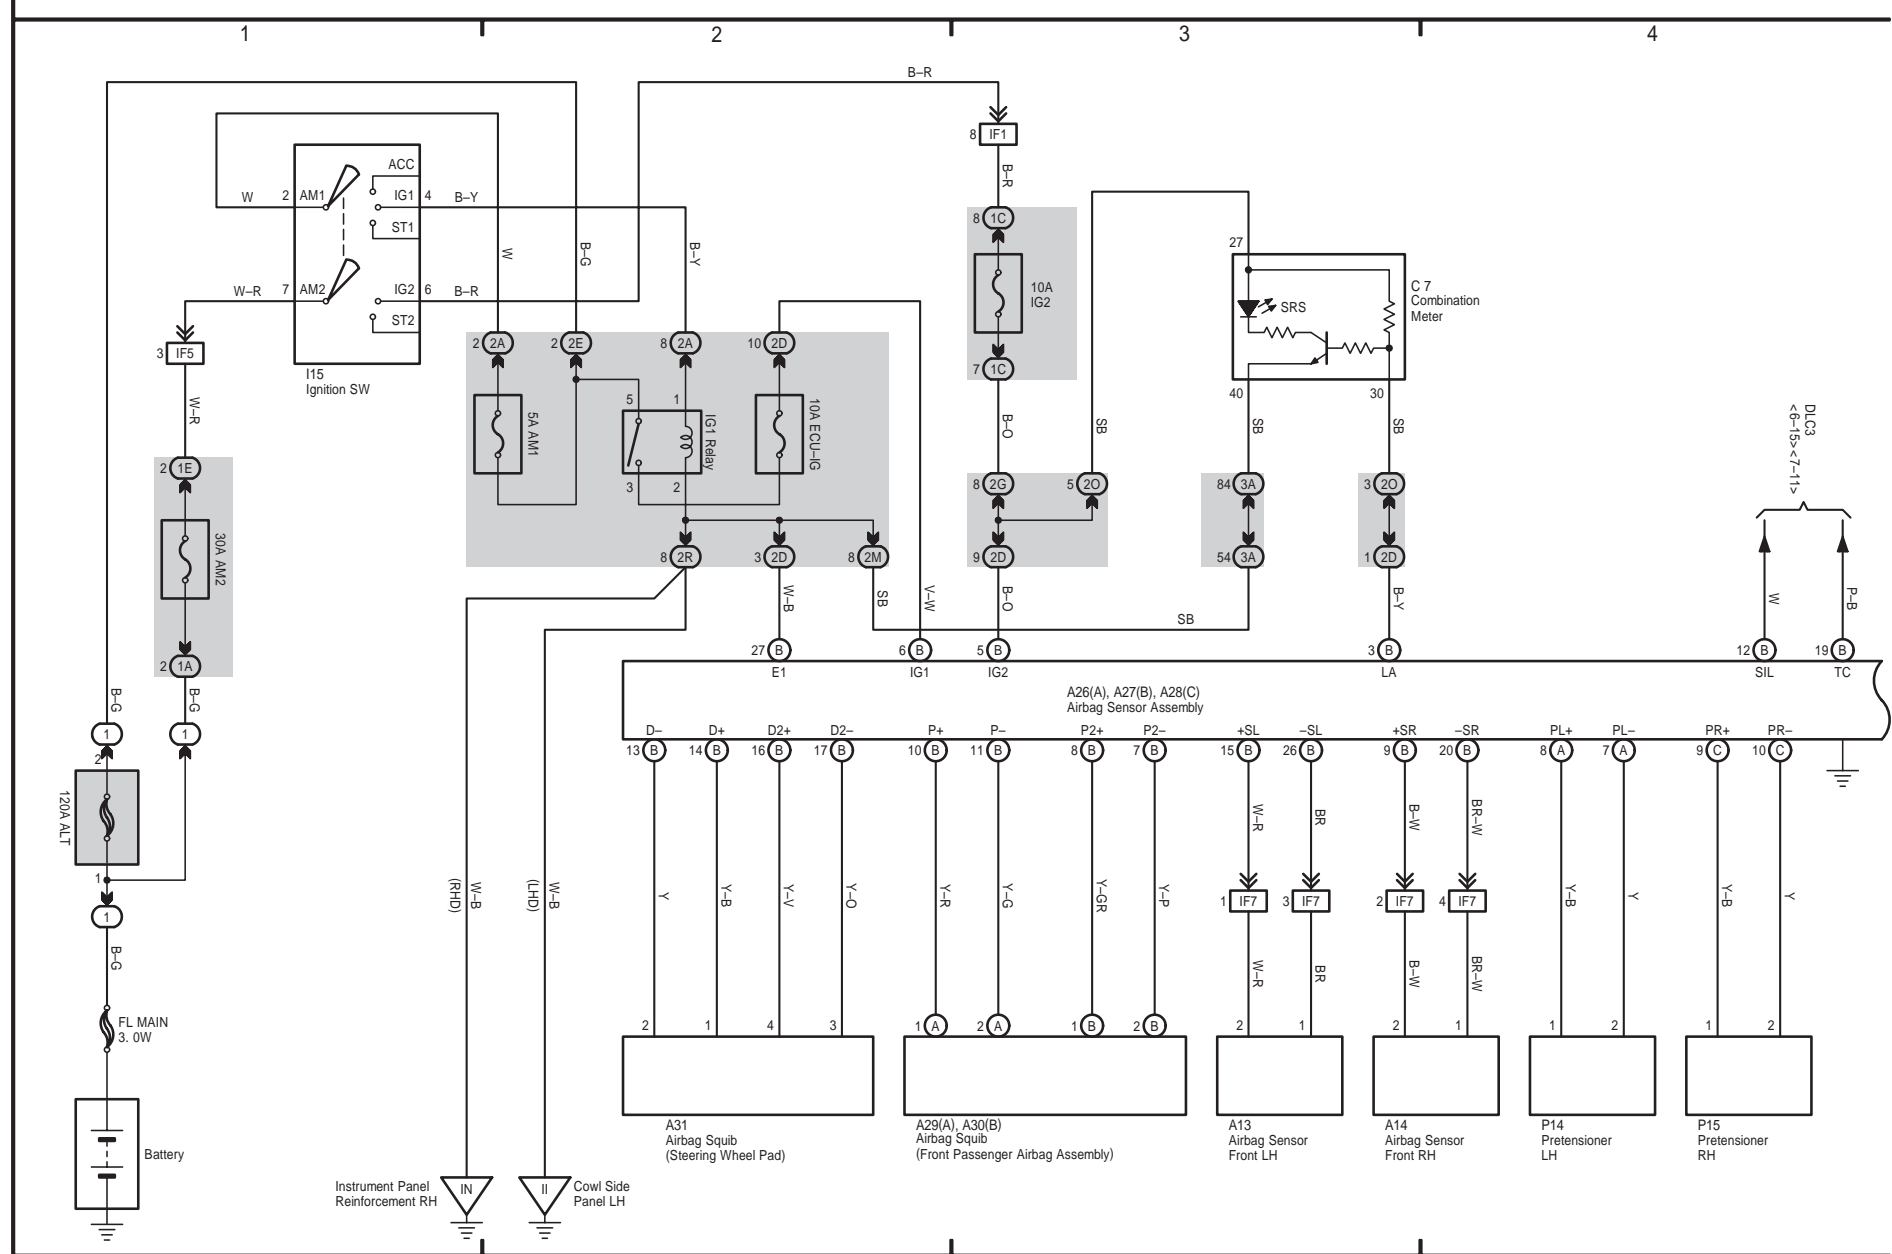 1 2 3 4
B–R
8 IF1
B–R
ACC
W 2 AM1 IG1 4 B–Y
ST1
W–R 7 AM2 IG2 6 B–R
ST2
I15
Ignition SW
3 IF5
W–R
2 1E
30A AM2
2 1A
B–G
B–G
1 1
2
120A ALT
1
1
B–G
FL MAIN
3. 0W
Battery
W B–G B–Y
2 2A 2 2E 8 2A 10 2D
5A AM1
5 1
IG1 Relay
3 2
10A ECU–IG
8 2R 3 2D 8 2M
W–B SB V–W
8 1C
10A
IG2
7 1C
B–O SB
8 2G 5 2O
9 2D
B–O
27
SRS
C 7
Combination
Meter
40 30
SB SB
84 3A 3 2O
54 3A 1 2D
SB
B–Y
DLC3
<6–15><7–11>
W P–B
27 B 6 B 5 B 3 B 12 B 19 B
E1 IG1 IG2 LA SIL TC
A26(A), A27(B), A28(C)
Airbag Sensor Assembly
D– D+ D2+ D2– P+ P– P2+ P2– +SL –SL +SR –SR PL+ PL– PR+ PR–
13 B 14 B 16 B 17 B 10 B 11 B 8 B 7 B 15 B 26 B 9 B 20 B 8 A 7 A 9 C 10 C
W–R BR B–W BR–W
W–B
(RHD)
W–B
(LHD)
Y Y–B Y–V Y–O Y–R Y–G Y–GR Y–P
1 IF7 3 IF7 2 IF7 4 IF7
Y–B Y Y–B Y
W–R BR B–W BR–W
2 1 4 3 1 A 2 A 1 B 2 B 2 1 2 1 1 2 1 2
A31
Airbag Squib
(Steering Wheel Pad)
A29(A), A30(B)
Airbag Squib
(Front Passenger Airbag Assembly)
A13
Airbag Sensor
Front LH
A14
Airbag Sensor
Front RH
P14
Pretensioner
LH
P15
Pretensioner
RH
Instrument Panel
Reinforcement RH
IN
II
Cowl Side
Panel LH